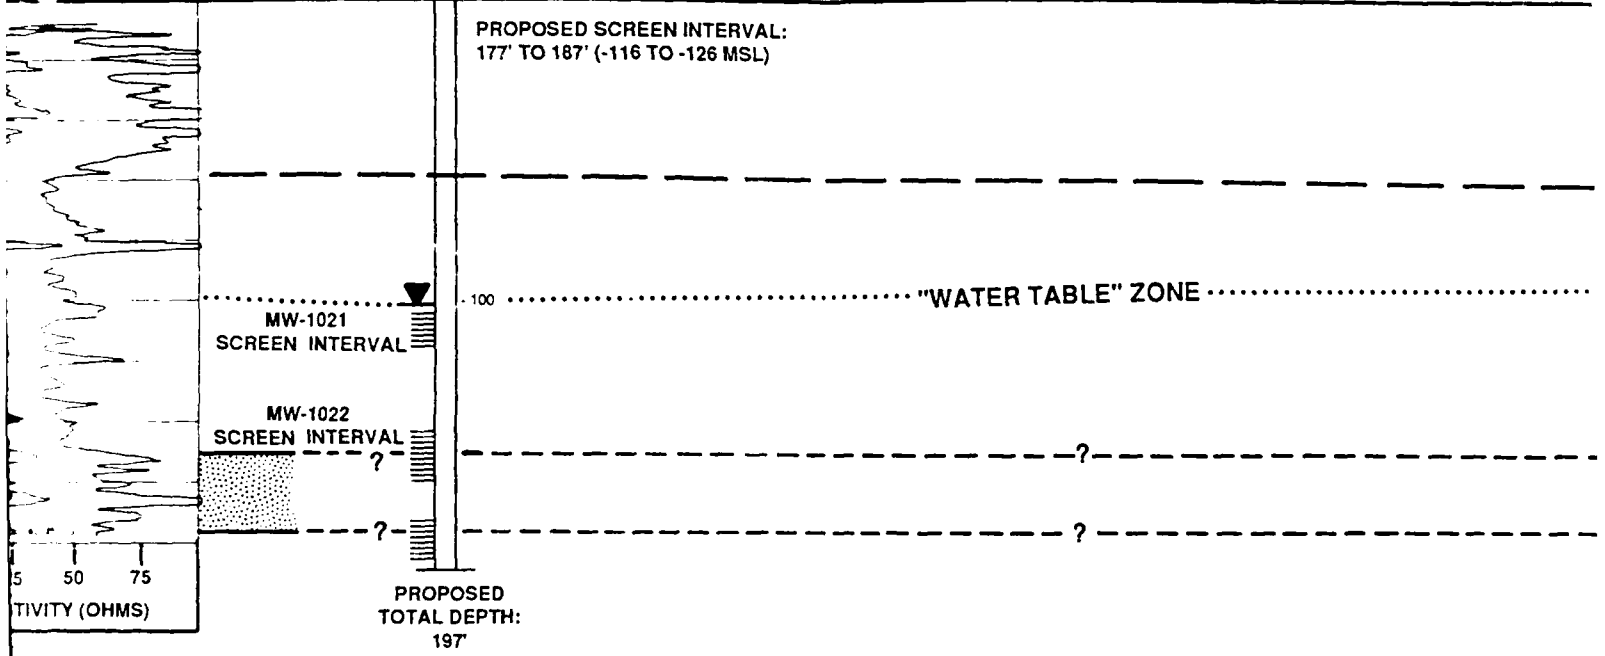 PROPOSED SCREEN INTERVAL:
177' TO 187' (-116 TO -126 MSL)
100
"WATER TABLE" ZONE
MW-1021
SCREEN INTERVAL
MW-1022
SCREEN INTERVAL
?
?
?
?
5 50 75
TIVITY (OHMS)
PROPOSED
TOTAL DEPTH:
197'